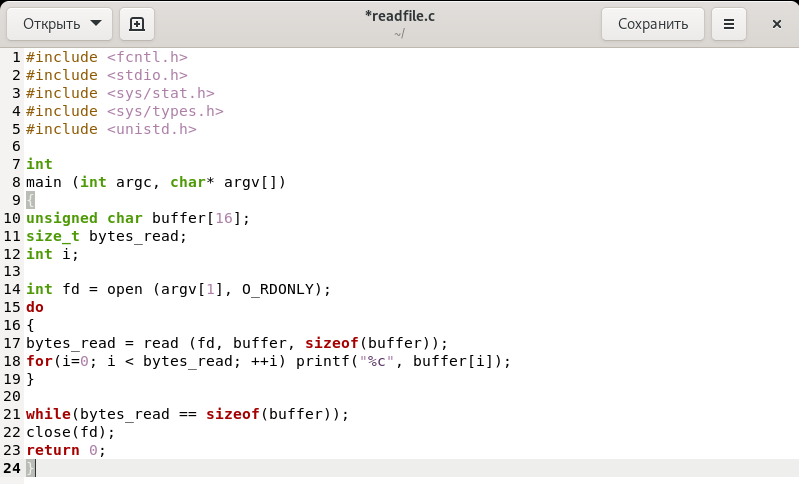 Открыть
*readfile.c
~/
Сохранить
1 #include <fcntl.h>
2 #include <stdio.h>
3 #include <sys/stat.h>
4 #include <sys/types.h>
5 #include <unistd.h>
6
7 int
8 main (int argc, char* argv[])
9 {
10 unsigned char buffer[16];
11 size_t bytes_read;
12 int i;
13
14 int fd = open (argv[1], O_RDONLY);
15 do
16 {
17 bytes_read = read (fd, buffer, sizeof(buffer));
18 for(i=0; i < bytes_read; ++i) printf("%c", buffer[i]);
19 }
20
21 while(bytes_read == sizeof(buffer));
22 close(fd);
23 return 0;
24 }